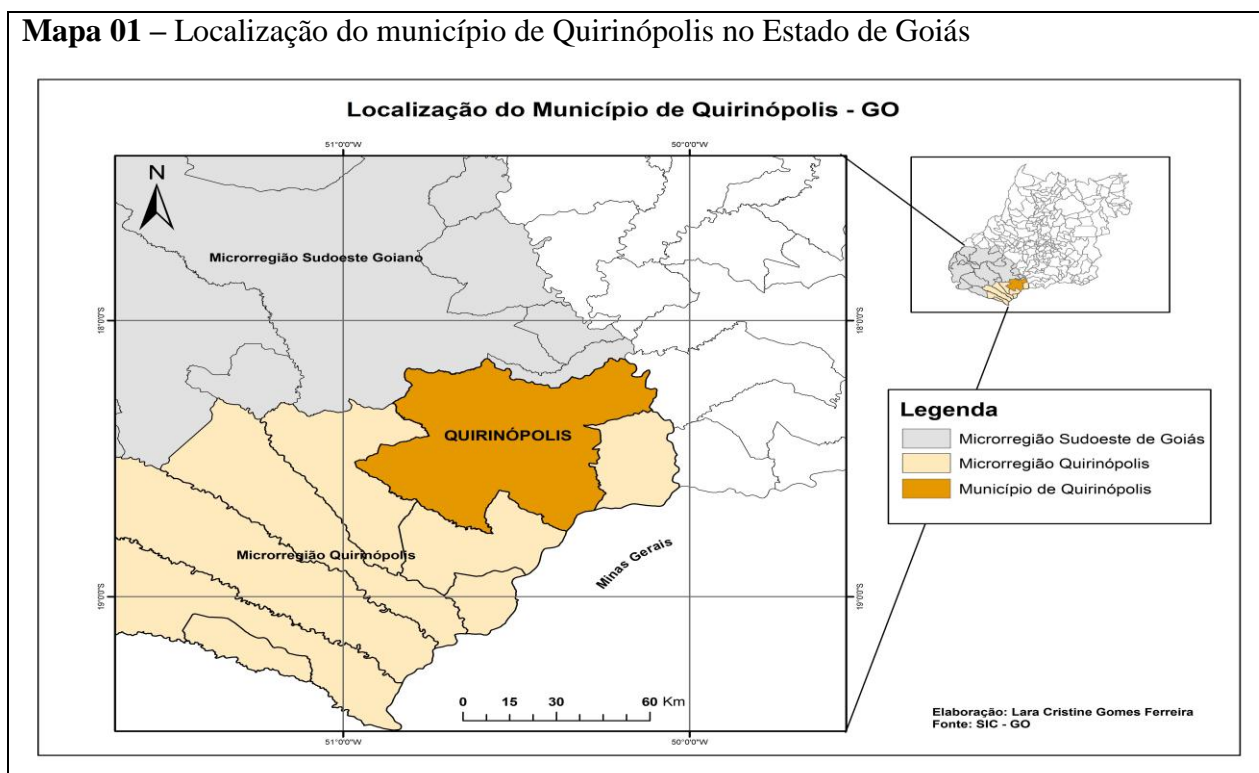 Mapa 01 – Localização do município de Quirinópolis no Estado de Goiás
Localização do Município de Quirinópolis - GO
51°0'0"W
50°0'0"W
N
Microrregião Sudoeste Goiano
18°0'0"S
18°0'0"S
QUIRINÓPOLIS
Legenda
Microrregião Sudoeste de Goiás
Microrregião Quirinópolis
Município de Quirinópolis
Microrregião Quirinópolis
Minas Gerais
19°0'0"S
19°0'0"S
0 15 30 60 Km
Elaboração: Lara Cristine Gomes Ferreira
Fonte: SIC - GO
51°0'0"W
50°0'0"W